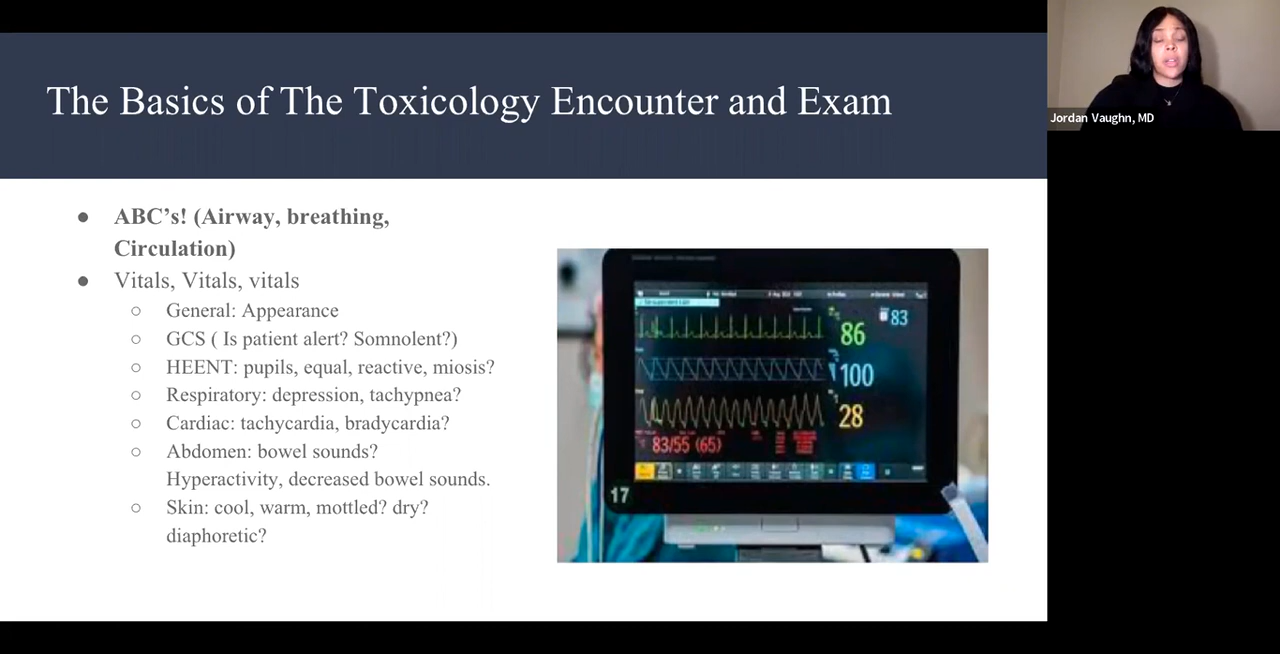 The Basics of The Toxicology Encounter and Exam
Jordan Vaughn, MD
● ABC’s! (Airway, breathing,
Circulation)
● Vitals, Vitals, vitals
○ General: Appearance
○ GCS ( Is patient alert? Somnolent?)
○ HEENT: pupils, equal, reactive, miosis?
○ Respiratory: depression, tachypnea?
○ Cardiac: tachycardia, bradycardia?
○ Abdomen: bowel sounds?
Hyperactivity, decreased bowel sounds.
○ Skin: cool, warm, mottled? dry?
diaphoretic?
86
83
100
28
83/55 (65)
17